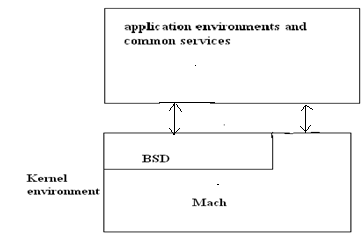 application environments and
common services
BSD
Kernel
environment
Mach